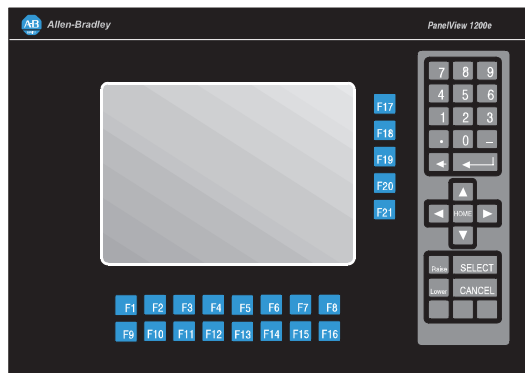 AB Allen-Bradley
PanelView 1200e
7 8 9
4 5 6
1 2 3
. 0 –
F17
F18
F19
F20
F21
HOME
Raise SELECT
Lower CANCEL
F1 F2 F3 F4 F5 F6 F7 F8
F9 F10 F11 F12 F13 F14 F15 F16